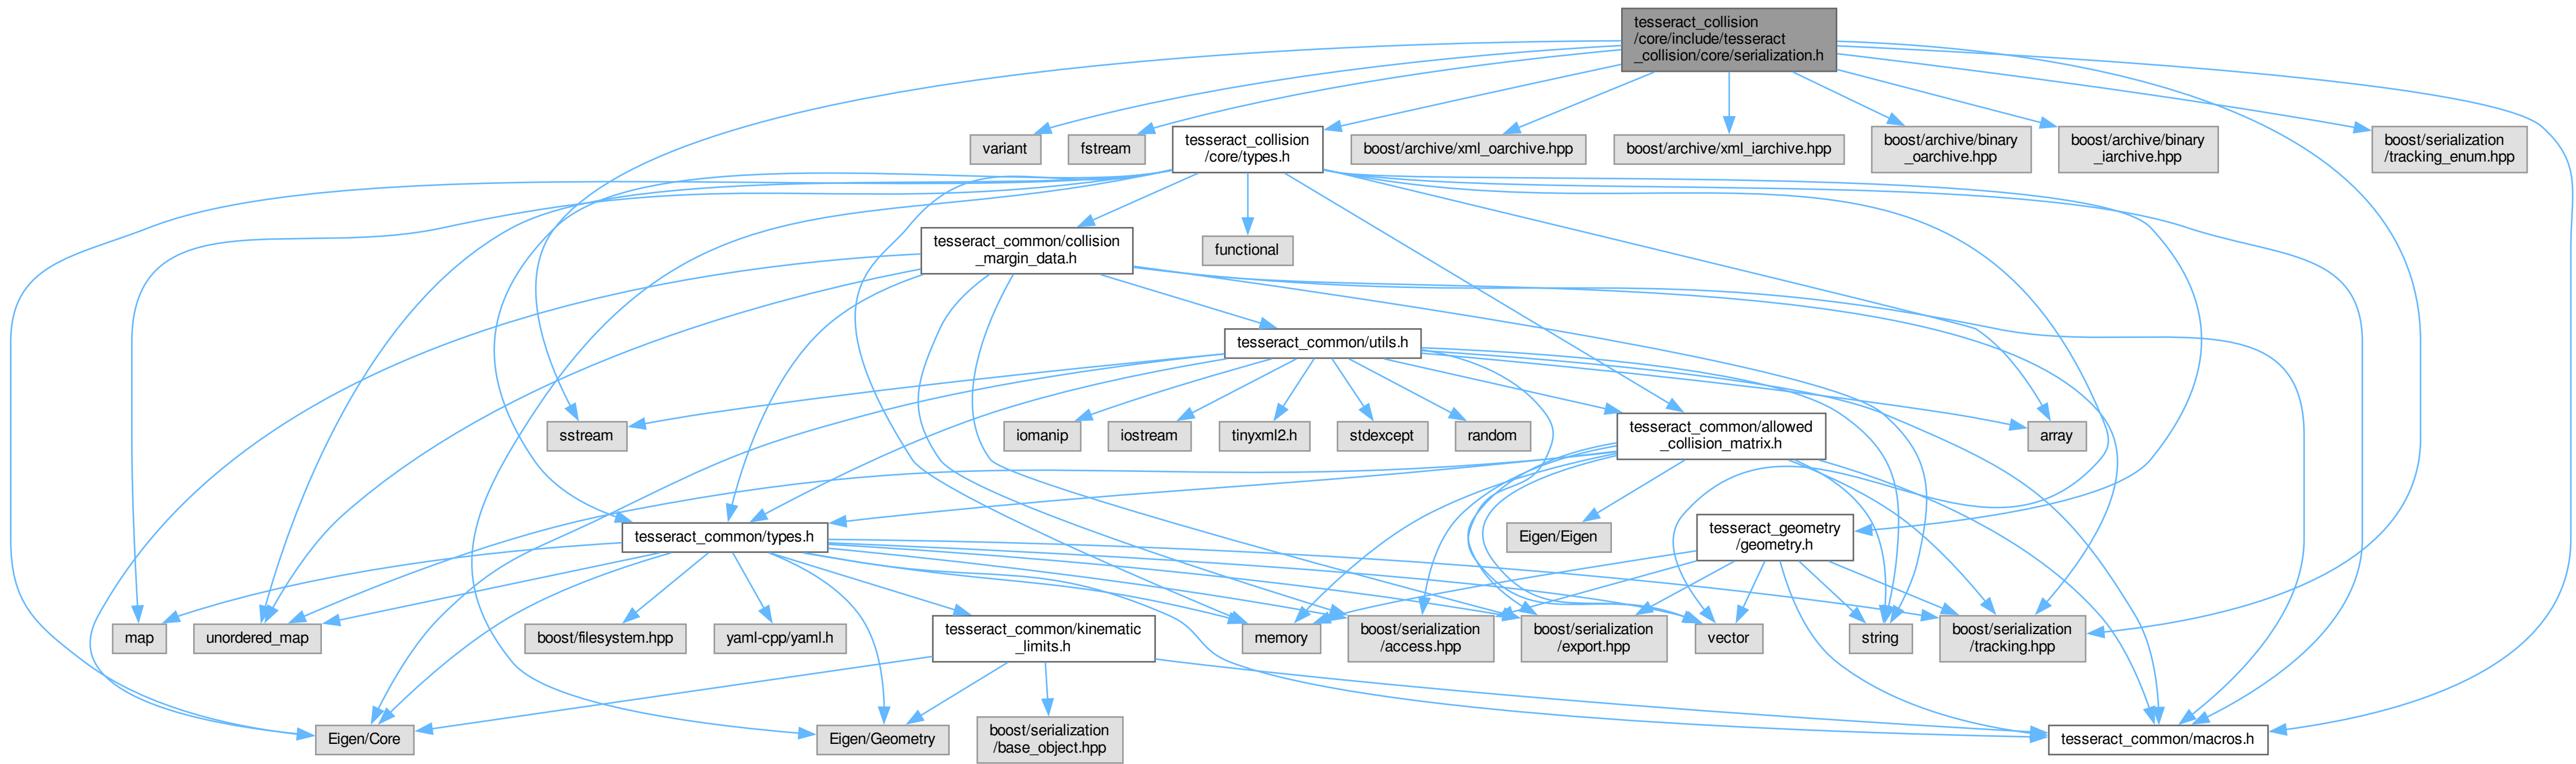 tesseract_collision
/core/include/tesseract
_collision/core/serialization.h
variant
fstream
tesseract_collision
/core/types.h
boost/archive/xml_oarchive.hpp
boost/archive/xml_iarchive.hpp
boost/archive/binary
_oarchive.hpp
boost/archive/binary
_iarchive.hpp
boost/serialization
/tracking_enum.hpp
tesseract_common/collision
_margin_data.h
functional
tesseract_common/utils.h
sstream
iomanip
iostream
tinyxml2.h
stdexcept
random
tesseract_common/allowed
_collision_matrix.h
array
tesseract_common/types.h
Eigen/Eigen
tesseract_geometry
/geometry.h
map
unordered_map
boost/filesystem.hpp
yaml-cpp/yaml.h
tesseract_common/kinematic
_limits.h
memory
boost/serialization
/access.hpp
boost/serialization
/export.hpp
vector
string
boost/serialization
/tracking.hpp
Eigen/Core
Eigen/Geometry
boost/serialization
/base_object.hpp
tesseract_common/macros.h